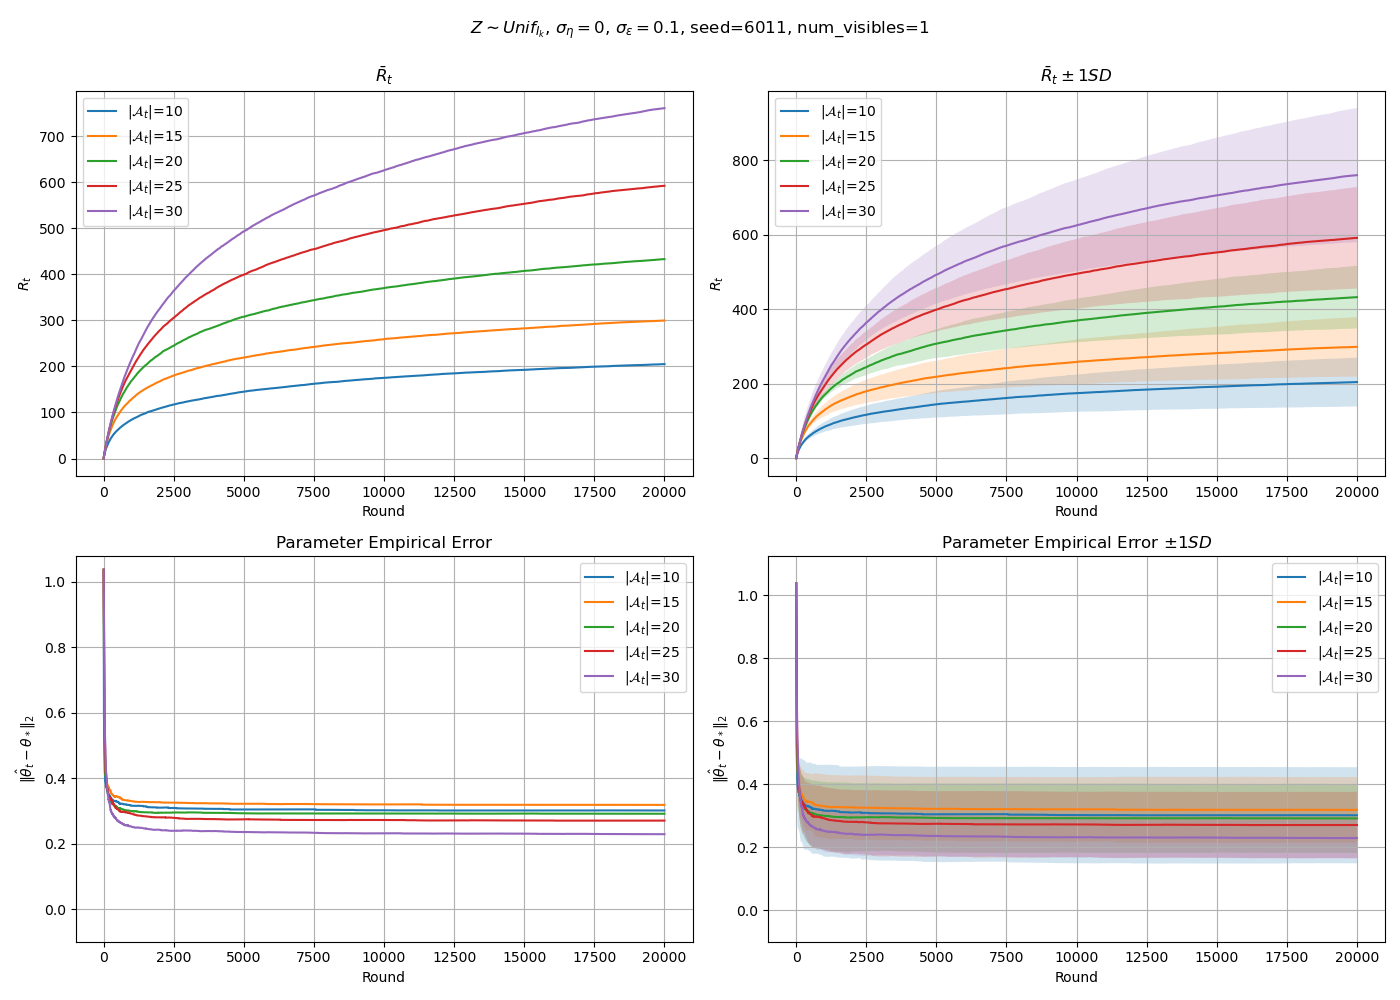 Z ∼ Unif_{I_k}, σ_η = 0, σ_ε = 0.1, seed=6011, num_visibles=1
R̄_t
R_t
700
600
500
400
300
200
100
0
|𝒜_t|=10
|𝒜_t|=15
|𝒜_t|=20
|𝒜_t|=25
|𝒜_t|=30
0 2500 5000 7500 10000 12500 15000 17500 20000
Round
R̄_t ± 1SD
R_t
800
600
400
200
0
|𝒜_t|=10
|𝒜_t|=15
|𝒜_t|=20
|𝒜_t|=25
|𝒜_t|=30
0 2500 5000 7500 10000 12500 15000 17500 20000
Round
Parameter Empirical Error
‖θ̂_t − θ_*‖₂
1.0
0.8
0.6
0.4
0.2
0.0
|𝒜_t|=10
|𝒜_t|=15
|𝒜_t|=20
|𝒜_t|=25
|𝒜_t|=30
0 2500 5000 7500 10000 12500 15000 17500 20000
Round
Parameter Empirical Error ±1SD
‖θ̂_t − θ_*‖₂
1.0
0.8
0.6
0.4
0.2
0.0
|𝒜_t|=10
|𝒜_t|=15
|𝒜_t|=20
|𝒜_t|=25
|𝒜_t|=30
0 2500 5000 7500 10000 12500 15000 17500 20000
Round